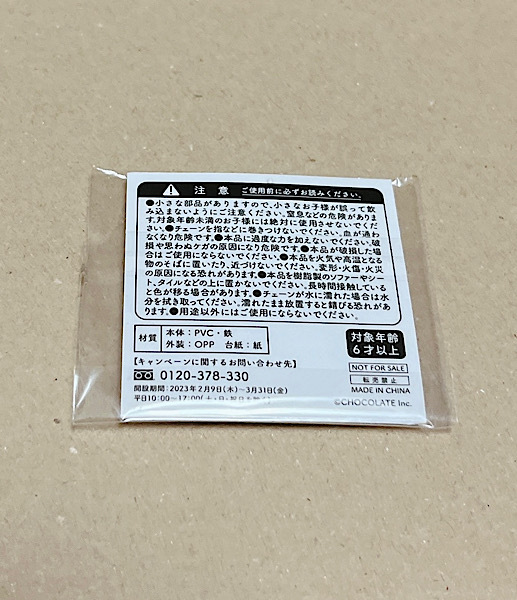 注意 ご使用前に必ずお読みください。
●小さな部品がありますので、小さなお子様が誤って飲
み込まないようにご注意ください。窒息などの危険がありま
す。対象年齢未満のお子様には絶対に使用させないでくだ
さい。●チェーンを指などに巻きつけないでください。血が通わ
なくなり危険です。●本品に過度な力を加えないでください。破
損や思わぬケガの原因になり危険です。●本品が破損した場
合はご使用にならないでください。●本品を火気や高温となる
物のそばに置いたり、近づけないでください。変形・火傷・火災
の原因になる恐れがあります。●本品を樹脂製のソファーやシー
ト、タイルなどの上に置かないでください。長時間接触している
と色が移る場合があります。●チェーンが水に濡れた場合は水
分を拭き取ってください。濡れたまま放置すると錆びる恐れがあり
ます。●用途以外にはご使用にならないでください。
材質 本体：PVC・鉄
外装：OPP 台紙：紙
対象年齢
6才以上
【キャンペーンに関するお問い合わせ先】
0120-378-330
開設期間：2023年2月9日(木)～3月31日(金)
平日10:00～17:00(土・日・祝日を除く)
NOT FOR SALE
転売禁止
MADE IN CHINA
©CHOCOLATE Inc.